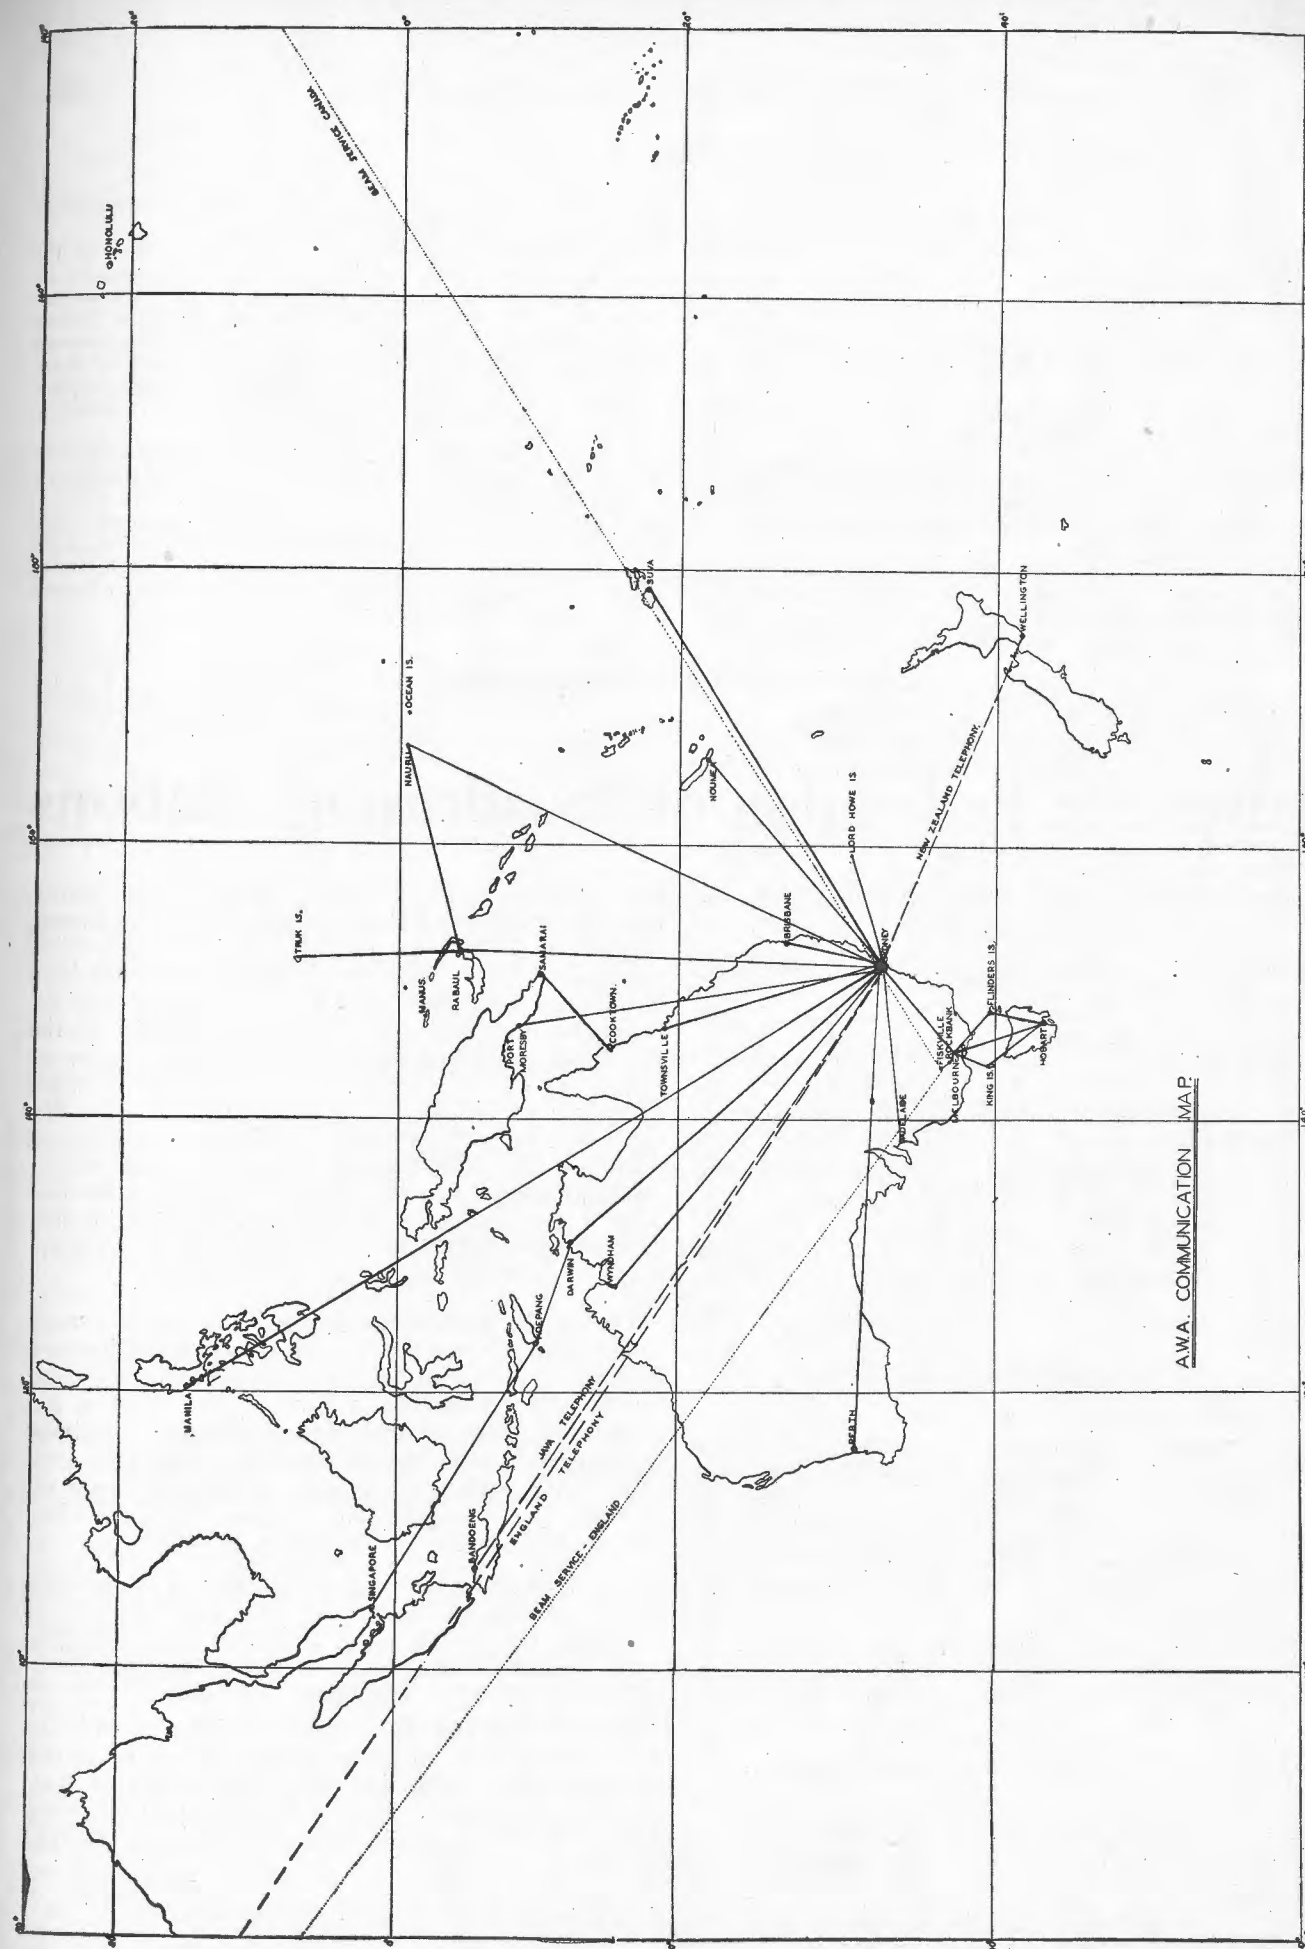 BEAM SERVICE CANADA
HONOLULU
SUVA
OCEAN IS.
NAURU
NOUMEA
LORD HOWE IS
NEW ZEALAND TELEPHONY.
WELLINGTON
TRUK IS.
MANUS.
RABAUL
SAMARAI
PORT
MORESBY
COOKTOWN.
TOWNSVILLE
BRISBANE
SYDNEY
FLINDERS IS.
FISKVILLE
ROCKBANK
MELBOURNE
KING IS.
HOBART
ADELAIDE
DARWIN
WYNDHAM
KOEPANG
MANILA
PERTH
JAVA TELEPHONY
ENGLAND TELEPHONY
BEAM SERVICE - ENGLAND
BANDOENG
SINGAPORE
A.W.A. COMMUNICATION MAP.